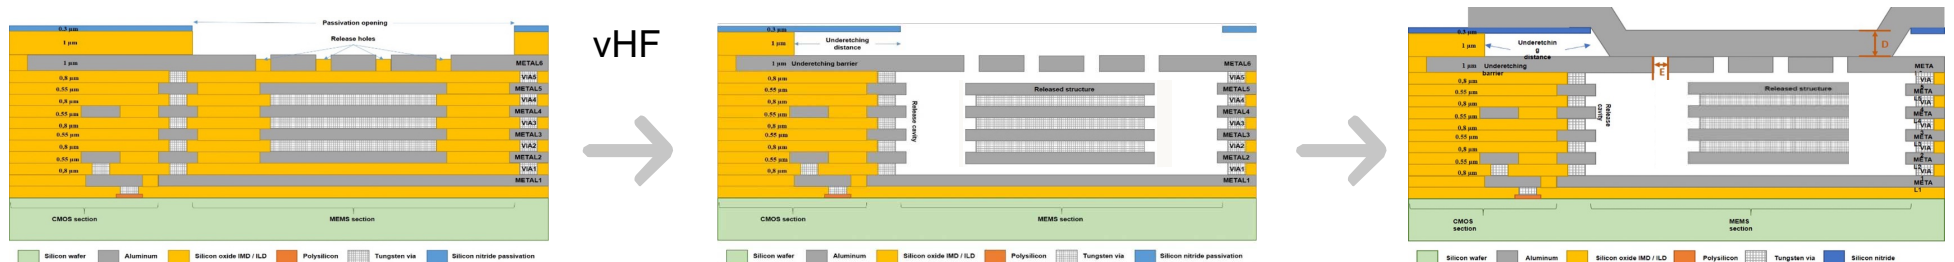 Passivation opening
0.3 µm
Release holes
1 µm
1 µm
METAL6
0,8 µm
VIA5
0.55 µm
METAL5
0,8 µm
VIA4
0.55 µm
METAL4
0,8 µm
VIA3
0.55 µm
METAL3
0,8 µm
VIA2
0.55 µm
METAL2
0,8 µm
VIA1
METAL1
CMOS section
MEMS section
Silicon wafer
Aluminum
Silicon oxide IMD / ILD
Polysilicon
Tungsten via
Silicon nitride passivation
vHF
0.3 µm
Underetching
distance
1 µm
1 µm
Underetching barrier
METAL6
0,8 µm
VIA5
0.55 µm
Released structure
METAL5
0,8 µm
VIA4
0.55 µm
METAL4
Release cavity
0,8 µm
VIA3
0.55 µm
METAL3
0,8 µm
VIA2
0.55 µm
METAL2
0,8 µm
VIA1
METAL1
CMOS section
MEMS section
Silicon wafer
Aluminum
Silicon oxide IMD / ILD
Polysilicon
Tungsten via
Silicon nitride passivation
0.3 µm
1 µm
Underetchin
g
distance
D
1 µm
Underetching
barrier
E
META
0,8 µm
VIA
0.55 µm
Released structure
META
0,8 µm
VIA
0.55 µm
META
Release
cavity
0,8 µm
VIA
0.55 µm
META
0,8 µm
VIA
0.55 µm
META
0,8 µm
VIA
META
L1
CMOS
section
MEMS
section
Silicon wafer
Aluminum
Silicon oxide IMD / ILD
Polysilicon
Tungsten via
Silicon nitride